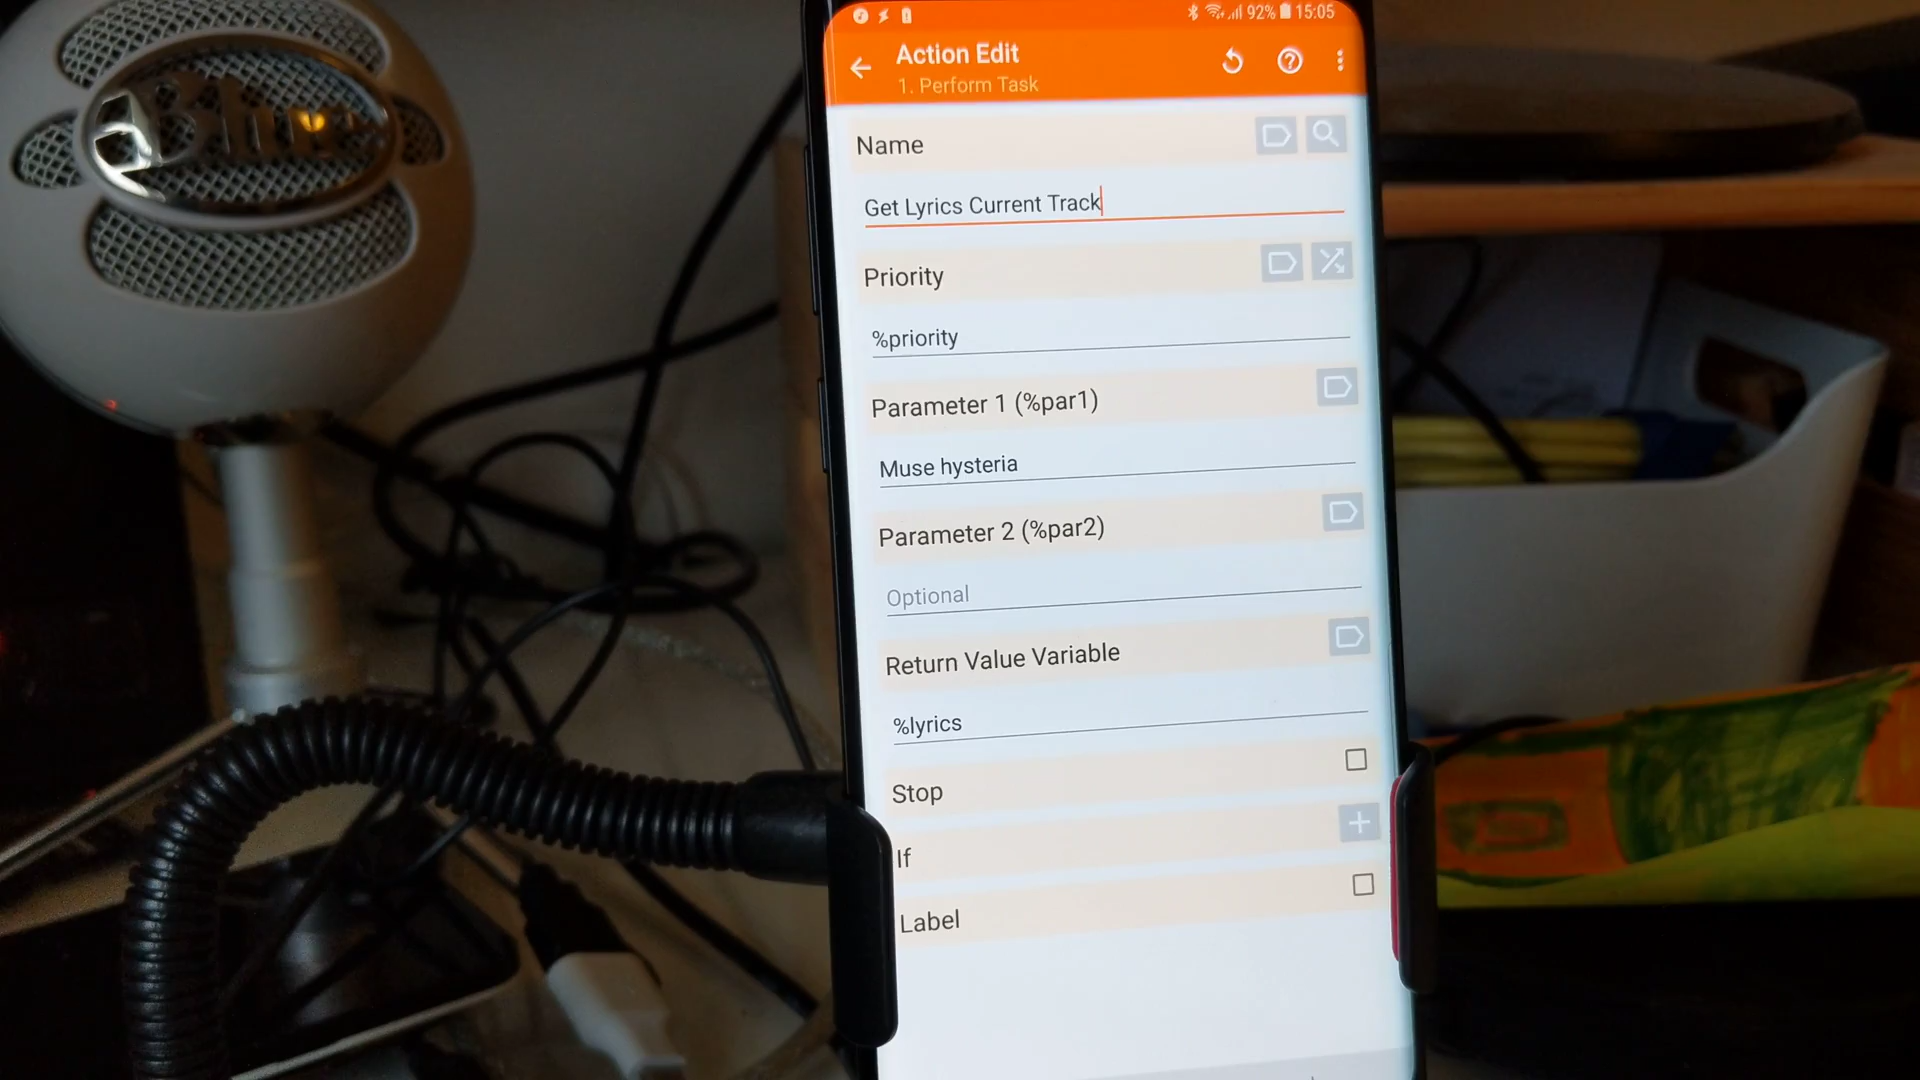 Blue
92% 15:05
Action Edit
1. Perform Task
Name
Get Lyrics Current Track
Priority
%priority
Parameter 1 (%par1)
Muse hysteria
Parameter 2 (%par2)
Optional
Return Value Variable
%lyrics
Stop
If
Label